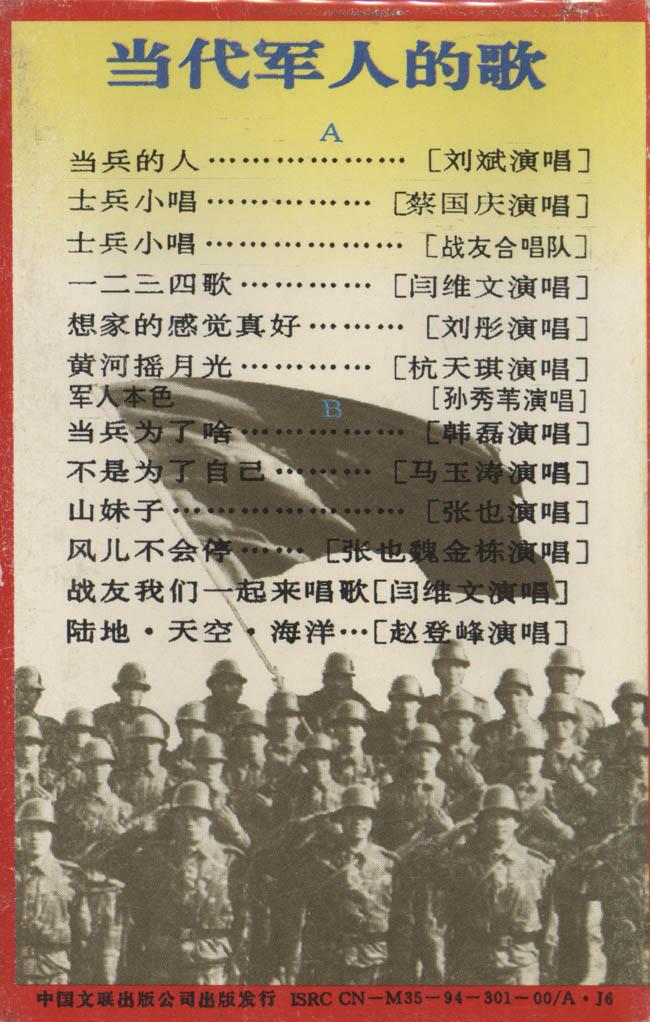 当代军人的歌
A
当兵的人………………[刘斌演唱]
士兵小唱……………[蔡国庆演唱]
士兵小唱………………[战友合唱队]
一二三四歌…………[闫维文演唱]
想家的感觉真好………[刘彤演唱]
黄河摇月光…………[杭天琪演唱]
军人本色 [孙秀苇演唱]
B
当兵为了啥……………[韩磊演唱]
不是为了自己………[马玉涛演唱]
山妹子…………………[张也演唱]
风儿不会停……[张也魏金栋演唱]
战友我们一起来唱歌[闫维文演唱]
陆地·天空·海洋…[赵登峰演唱]
中国文联出版公司出版发行 ISRC CN-M35-94-301-00/A·J6